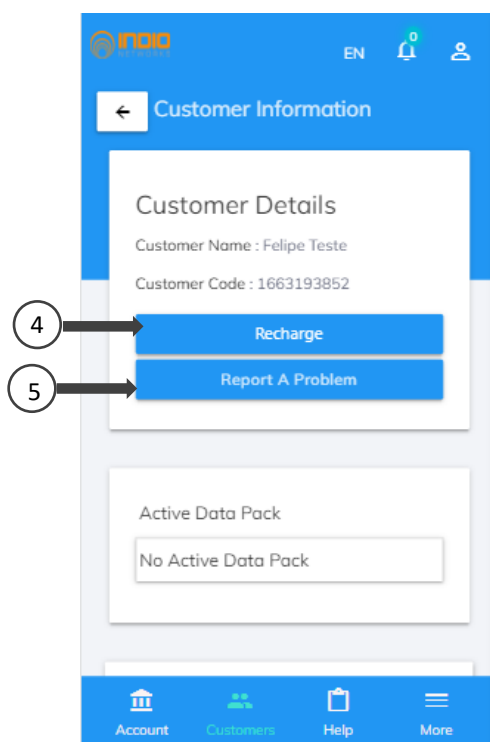 INDIO
NETWORKS
EN
0
Customer Information
Customer Details
Customer Name : Felipe Teste
Customer Code : 1663193852
4
Recharge
5
Report A Problem
Active Data Pack
No Active Data Pack
Account
Customers
Help
More